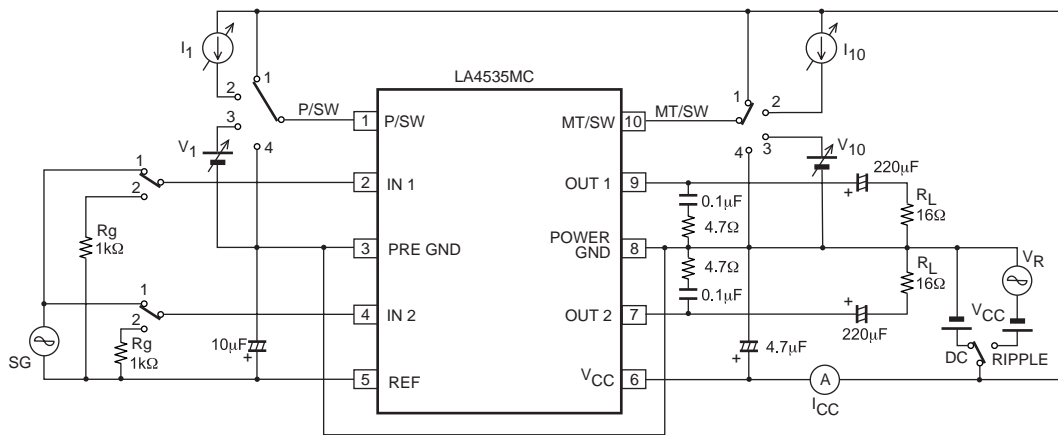 LA4535MC
I1
1
2
3
4
P/SW
V1
1 P/SW
2 IN 1
3 PRE GND
4 IN 2
5 REF
MT/SW 10
OUT 1 9
POWER GND 8
OUT 2 7
VCC 6
MT/SW
1
2
3
4
I10
V10
1
2
Rg
1kΩ
1
2
Rg
1kΩ
SG
10μF
+
0.1μF
4.7Ω
4.7Ω
0.1μF
220μF
+
RL
16Ω
RL
16Ω
+
220μF
4.7μF
+
VR
VCC
DC
RIPPLE
A
ICC